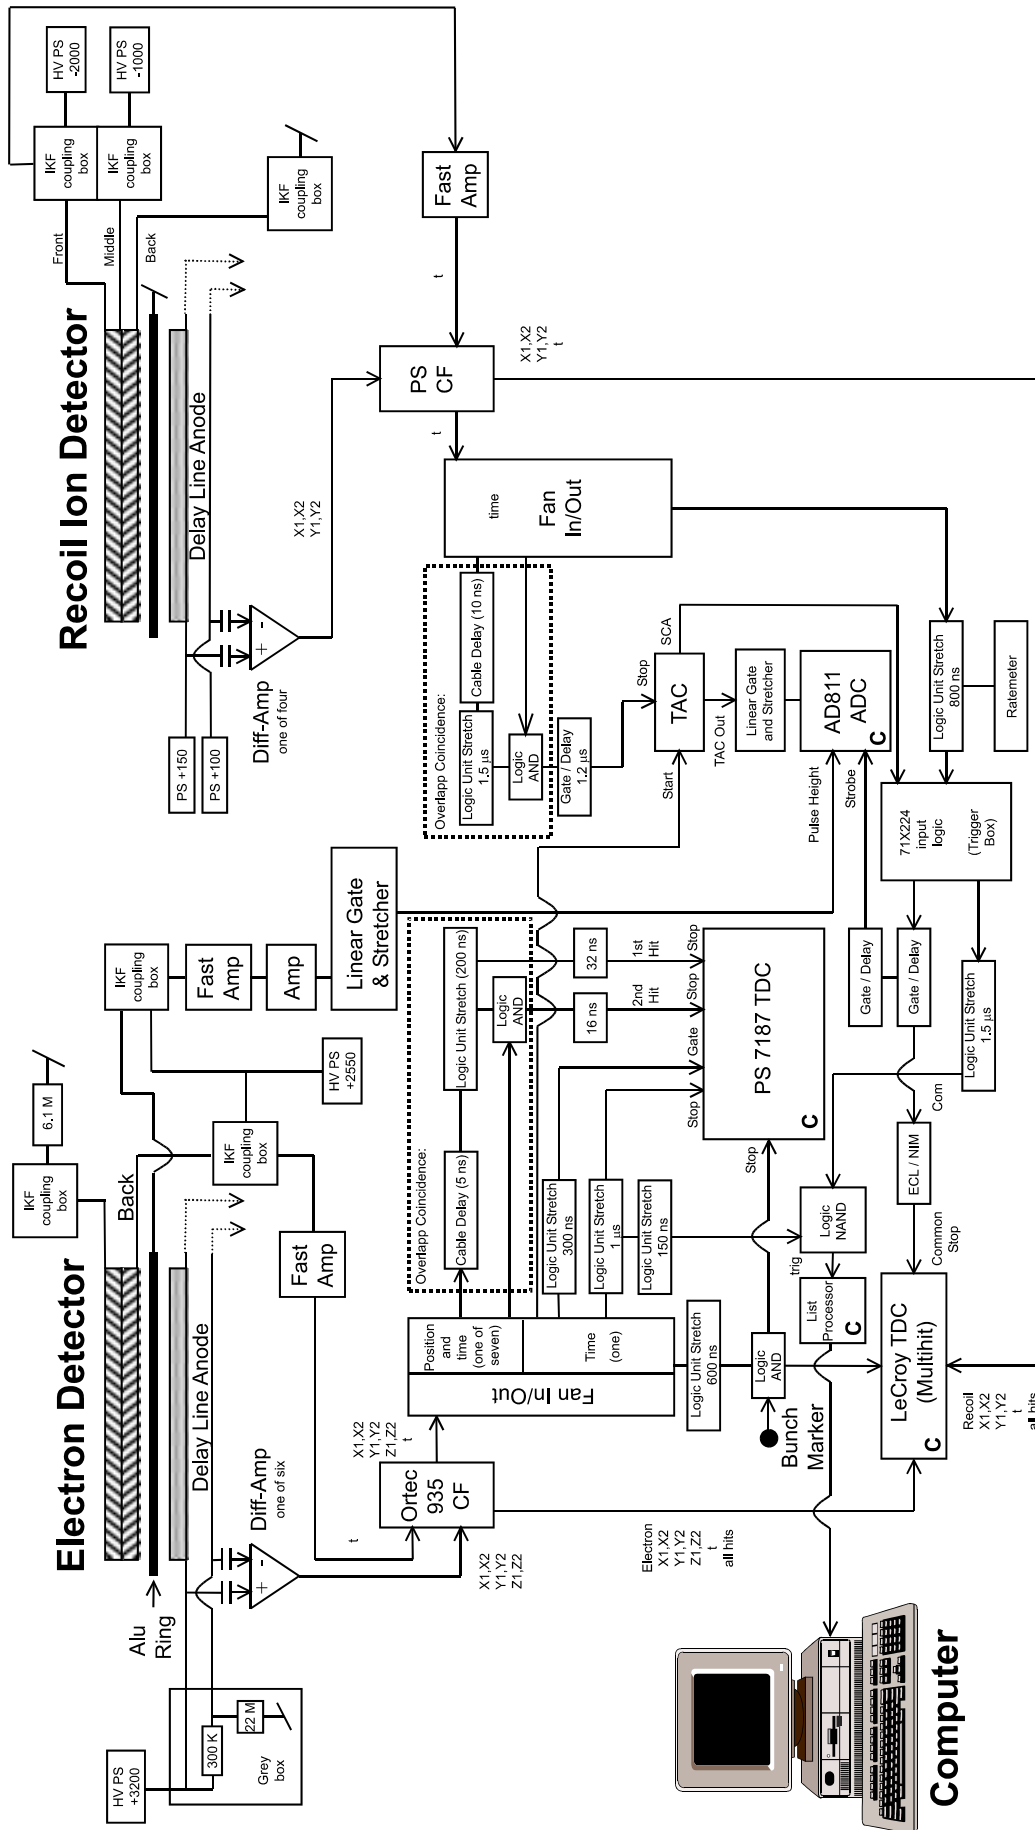 Electron Detector
Recoil Ion Detector
HV PS
+3200
300 K
22 M
Grey
box
Alu
Ring
Delay Line Anode
Diff-Amp
one of six
+
-
Back
IKF
coupling
box
6.1 M
IKF
coupling
box
HV PS
+2550
IKF
coupling
box
Fast
Amp
Amp
Linear Gate
& Stretcher
Fast
Amp
t
X1,X2
Y1,Y2
Z1,Z2
Ortec
935
CF
X1,X2
Y1,Y2
Z1,Z2
t
Fan In/Out
Position
and
time
(one of
seven)
Time
(one)
Overlapp Coincidence:
Cable Delay (5 ns)
Logic Unit Stretch (200 ns)
Logic
AND
32 ns
16 ns
1st
Hit
2nd
Hit
Stop
Stop
Gate
Stop
Stop
PS 7187 TDC
C
Logic Unit Stretch
300 ns
Logic Unit Stretch
1 µs
Logic Unit Stretch
150 ns
Logic Unit Stretch
600 ns
Logic
AND
Bunch
Marker
trig
Logic
NAND
List
Processor
C
Electron
X1,X2
Y1,Y2
Z1,Z2
t
all hits
LeCroy TDC
(Multihit)
C
Common
Stop
ECL / NIM
Com
Recoil
X1,X2
Y1,Y2
t
all hits
Computer
PS +150
PS +100
Diff-Amp
one of four
+
-
Delay Line Anode
Front
Middle
Back
IKF
coupling
box
IKF
coupling
box
HV PS
-2000
HV PS
-1000
IKF
coupling
box
Fast
Amp
t
X1,X2
Y1,Y2
PS
CF
X1,X2
Y1,Y2
t
t
time
Fan
In/Out
Overlapp Coincidence:
Cable Delay (10 ns)
Logic Unit Stretch
1,5 µs
Logic
AND
Gate / Delay
1.2 µs
Stop
Start
SCA
TAC
TAC Out
Linear Gate
and Stretcher
Pulse Height
Strobe
AD811
ADC
C
Logic Unit Stretch
800 ns
Ratemeter
71X224
input
logic
(Trigger
Box)
Gate / Delay
Gate / Delay
Logic Unit Stretch
1.5 µs